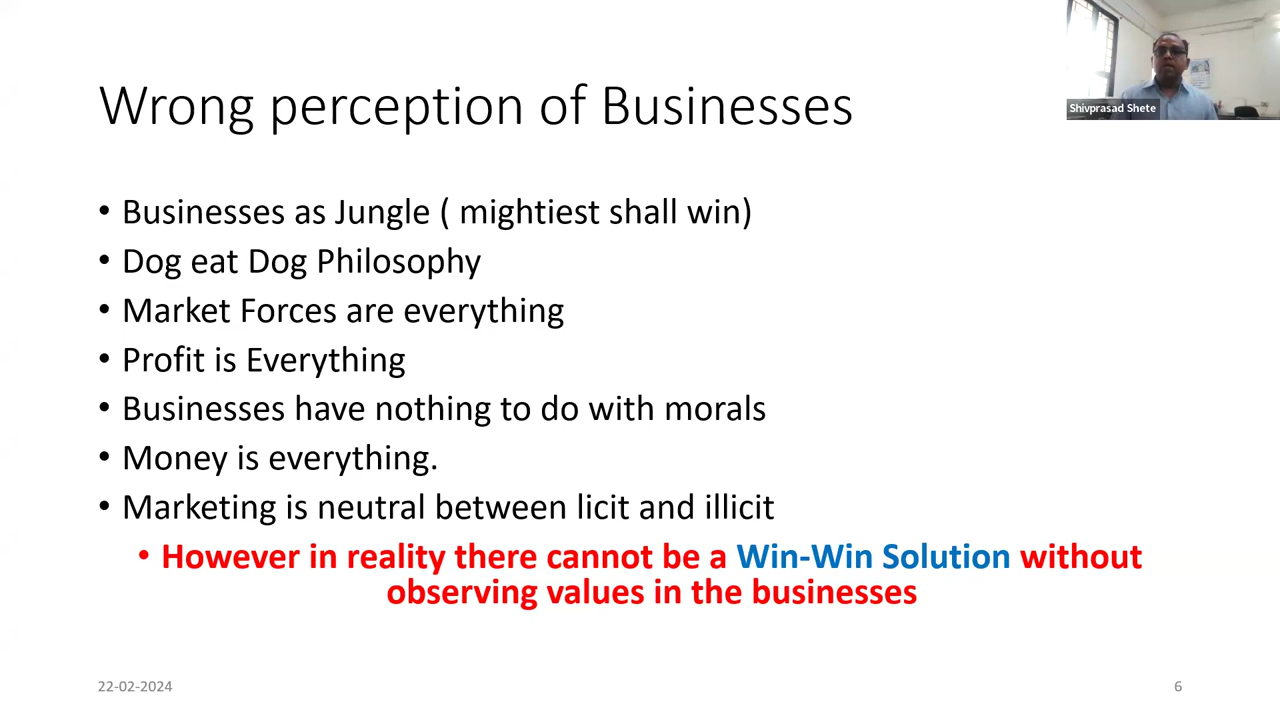 Shivprasad Shete
Wrong perception of Businesses
• Businesses as Jungle ( mightiest shall win)
• Dog eat Dog Philosophy
• Market Forces are everything
• Profit is Everything
• Businesses have nothing to do with morals
• Money is everything.
• Marketing is neutral between licit and illicit
• However in reality there cannot be a Win-Win Solution without
observing values in the businesses
22-02-2024
6